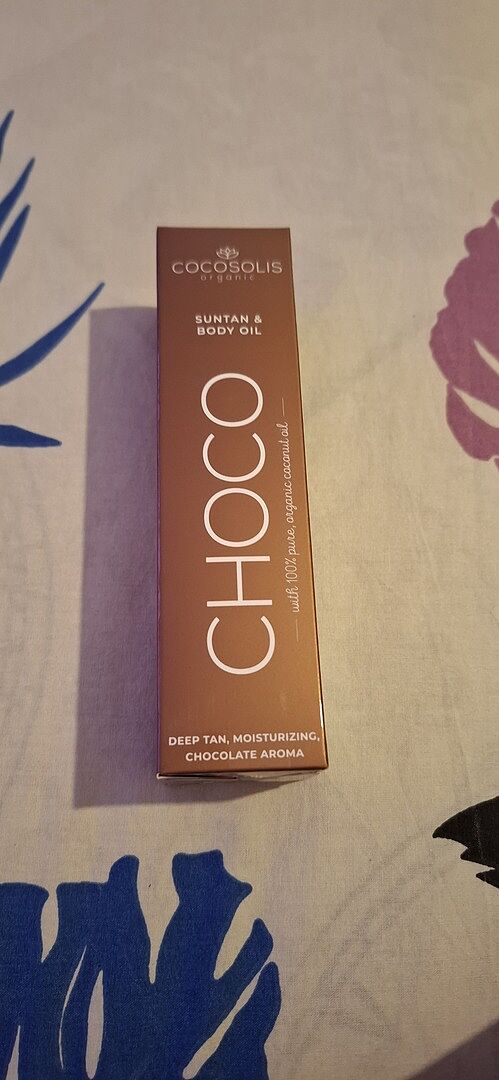 COCOSOLIS
organic
SUNTAN &
BODY OIL
CHOCO
with 100% pure, organic coconut oil
DEEP TAN, MOISTURIZING,
CHOCOLATE AROMA